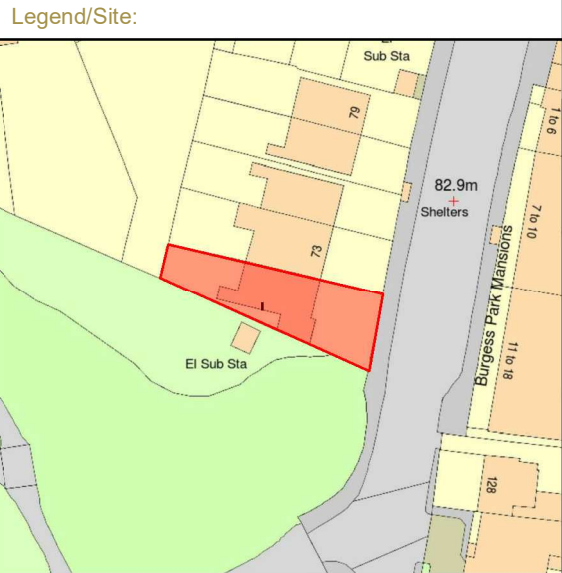 Legend/Site:
El
Sub Sta
79
1 to 6
82.9m
Shelters
7 to 10
73
Burgess Park Mansions
El Sub Sta
11 to 18
128